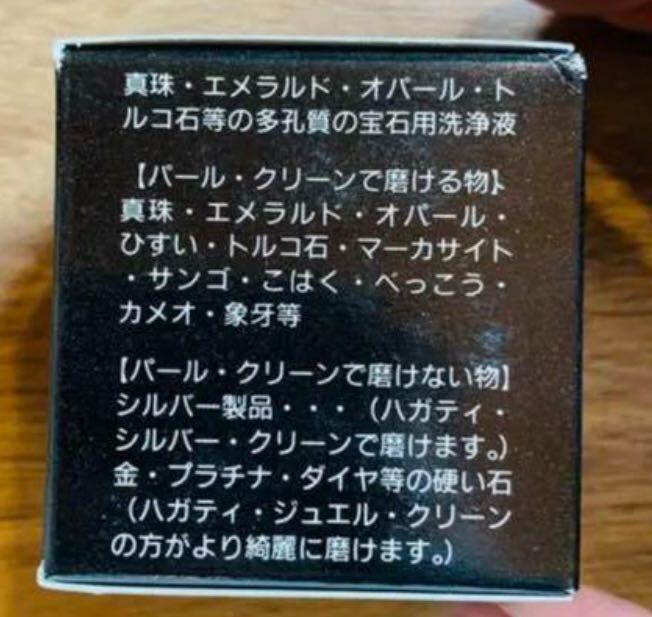 真珠・エメラルド・オパール・ト
ルコ石等の多孔質の宝石用洗浄液
【パール・クリーンで磨ける物】
真珠・エメラルト・オパール・
ひすい・トルコ石・マーカサイト
・サンゴ・こはく・べっこう・
カメオ・象牙等
【パール・クリーンで磨けない物】
シルバー製品・・・（ハガティ・
シルバー・クリーンで磨けます。）
金・プラチナ・ダイヤ等の硬い石
（ハガティ・ジュエル・クリーン
の方がより綺麗に磨けます。）